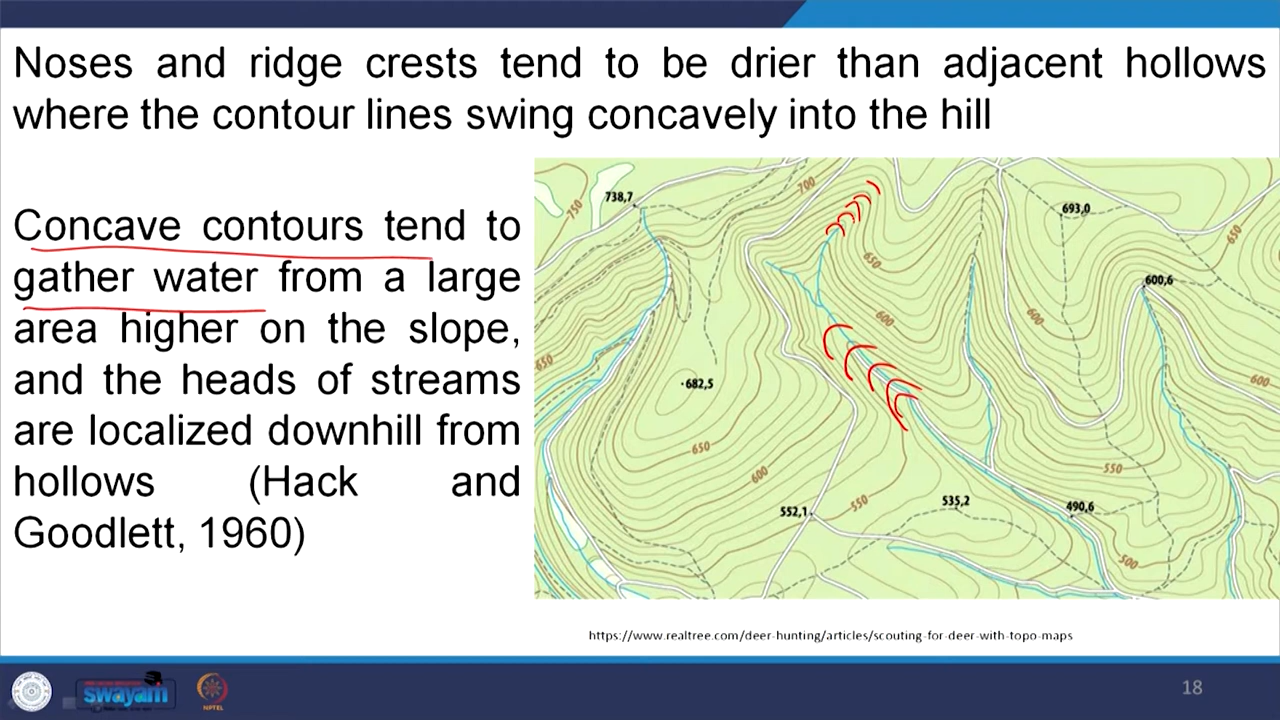 Noses and ridge crests tend to be drier than adjacent hollows
where the contour lines swing concavely into the hill
Concave contours tend to
gather water from a large
area higher on the slope,
and the heads of streams
are localized downhill from
hollows (Hack and
Goodlett, 1960)
750
738,7
700
693,0
650
650
600,6
600
600
650
682,5
600
650
600
550
552,1
550
535,2
490,6
500
https://www.realtree.com/deer-hunting/articles/scouting-for-deer-with-topo-maps
swayam
NPTEL
18